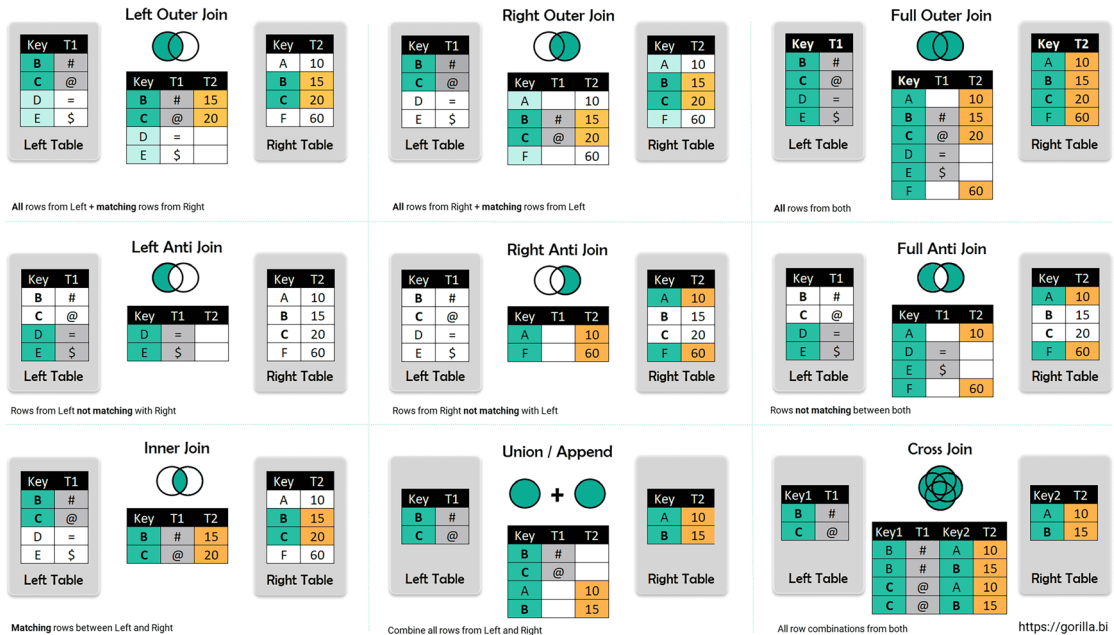 Left Outer Join
Key T1
B #
C @
D =
E $
Left Table
Key T1 T2
B # 15
C @ 20
D =
E $
Key T2
A 10
B 15
C 20
F 60
Right Table
All rows from Left + matching rows from Right
Right Outer Join
Key T1
B #
C @
D =
E $
Left Table
Key T1 T2
A 10
B # 15
C @ 20
F 60
Key T2
A 10
B 15
C 20
F 60
Right Table
All rows from Right + matching rows from Left
Full Outer Join
Key T1
B #
C @
D =
E $
Left Table
Key T1 T2
A 10
B # 15
C @ 20
D =
E $
F 60
Key T2
A 10
B 15
C 20
F 60
Right Table
All rows from both
Left Anti Join
Key T1
B #
C @
D =
E $
Left Table
Key T1 T2
D =
E $
Key T2
A 10
B 15
C 20
F 60
Right Table
Rows from Left not matching with Right
Right Anti Join
Key T1
B #
C @
D =
E $
Left Table
Key T1 T2
A 10
F 60
Key T2
A 10
B 15
C 20
F 60
Right Table
Rows from Right not matching with Left
Full Anti Join
Key T1
B #
C @
D =
E $
Left Table
Key T1 T2
A 10
D =
E $
F 60
Key T2
A 10
B 15
C 20
F 60
Right Table
Rows not matching between both
Inner Join
Key T1
B #
C @
D =
E $
Left Table
Key T1 T2
B # 15
C @ 20
Key T2
A 10
B 15
C 20
F 60
Right Table
Matching rows between Left and Right
Union / Append
Key T1
B #
C @
Left Table
+
Key T1 T2
B #
C @
A 10
B 15
Key T2
A 10
B 15
Right Table
Combine all rows from Left and Right
Cross Join
Key1 T1
B #
C @
Left Table
Key1 T1 Key2 T2
B # A 10
B # B 15
C @ A 10
C @ B 15
Key2 T2
A 10
B 15
Right Table
All row combinations from both
https://gorilla.bi